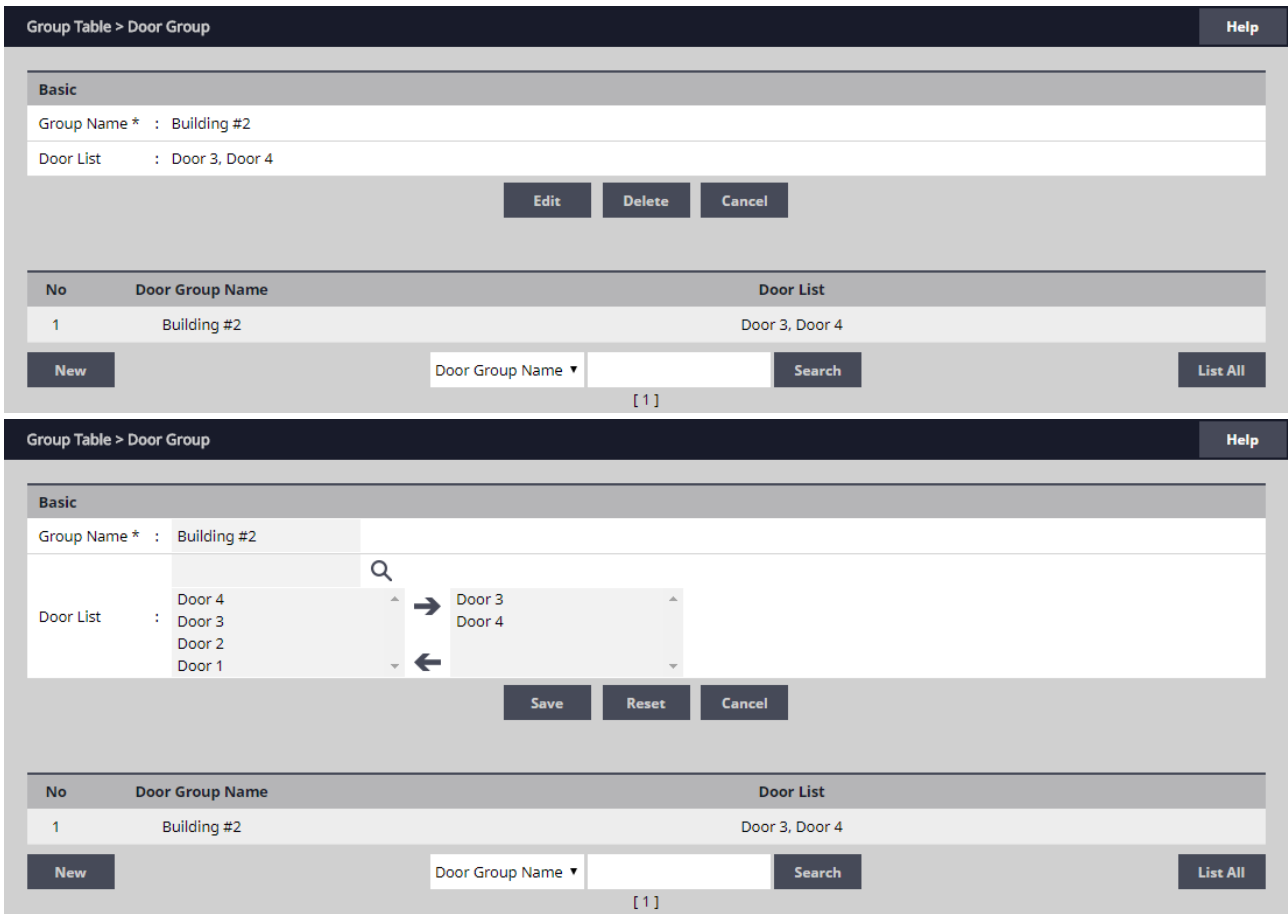 Group Table > Door Group Help
Basic
Group Name * : Building #2
Door List : Door 3, Door 4
Edit Delete Cancel
No Door Group Name Door List
1 Building #2 Door 3, Door 4
New Door Group Name Search List All
[ 1 ]
Group Table > Door Group Help
Basic
Group Name * : Building #2
Door List :
Door 4 Door 3
Door 3 Door 4
Door 2
Door 1
Save Reset Cancel
No Door Group Name Door List
1 Building #2 Door 3, Door 4
New Door Group Name Search List All
[ 1 ]